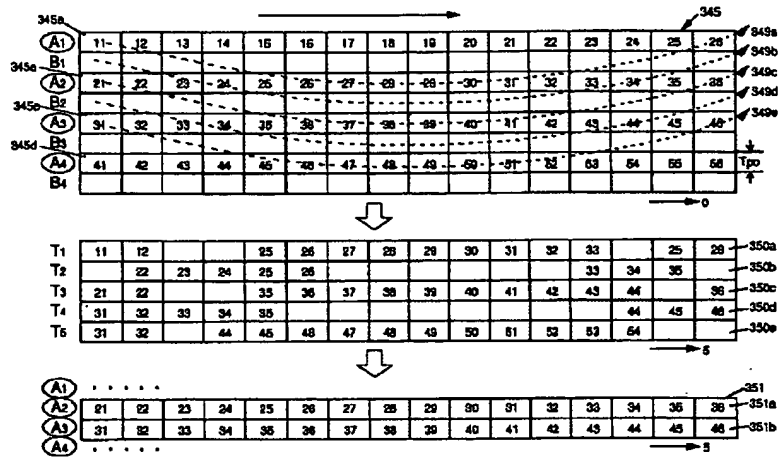 345a 345 349a
A1 11 12 13 14 15 16 17 18 19 20 21 22 23 24 25 26 349b
B1 349c
345a A2 21 22 23 24 25 26 27 28 29 30 31 32 33 34 35 36 349d
B2 349e
345c A3 31 32 33 34 35 36 37 38 39 40 41 42 43 44 45 46
345d B3
A4 41 42 43 44 45 46 47 48 49 50 51 52 53 54 55 56 Tpo
B4
0
T1 11 12 25 26 27 28 29 30 31 32 33 25 26 350a
T2 22 23 24 25 26 33 34 35 350b
T3 21 22 35 36 37 38 39 40 41 42 43 44 36 350c
T4 31 32 33 34 35 44 45 46 350d
T5 31 32 44 45 46 47 48 49 50 51 52 53 54 350e
5
A1 . . . . . 351
A2 21 22 23 24 25 26 27 28 29 30 31 32 33 34 35 36 351a
A3 31 32 33 34 35 36 37 38 39 40 41 42 43 44 45 46 351b
A4 . . . . . 5